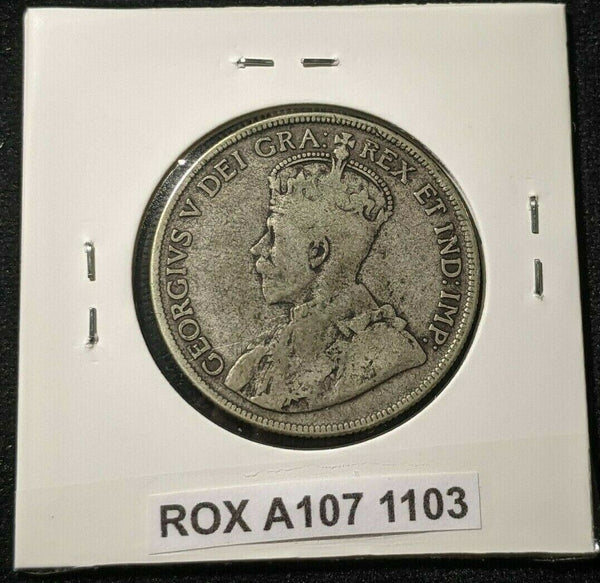 GEORGIVS V DEI GRA: REX ET IND: IMP:
ROX A107 1103